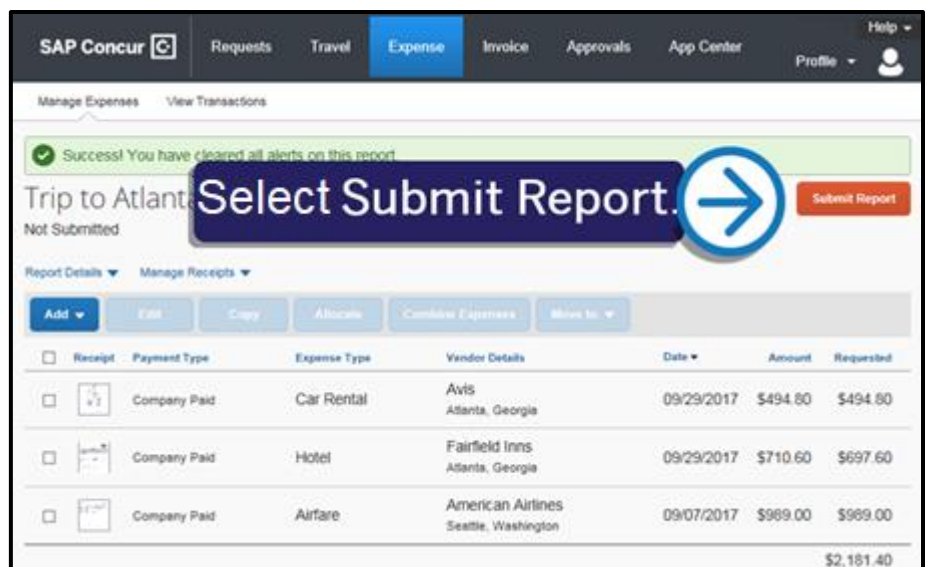 Help
SAP Concur C Requests Travel Expense Invoice Approvals App Center
Profile
Manage Expenses View Transactions
Success! You have cleared all alerts on this report.
Trip to Atlanta
Select Submit Report.
Submit Report
Not Submitted
Report Details Manage Receipts
Add Edit Copy Allocate Combine Expenses Move to
Receipt Payment Type Expense Type Vendor Details Date Amount Requested
Company Paid Car Rental Avis 09/29/2017 $494.80 $494.80
Atlanta, Georgia
Company Paid Hotel Fairfield Inns 09/29/2017 $710.60 $697.60
Atlanta, Georgia
Company Paid Airfare American Airlines 09/07/2017 $989.00 $989.00
Seattle, Washington
$2,181.40